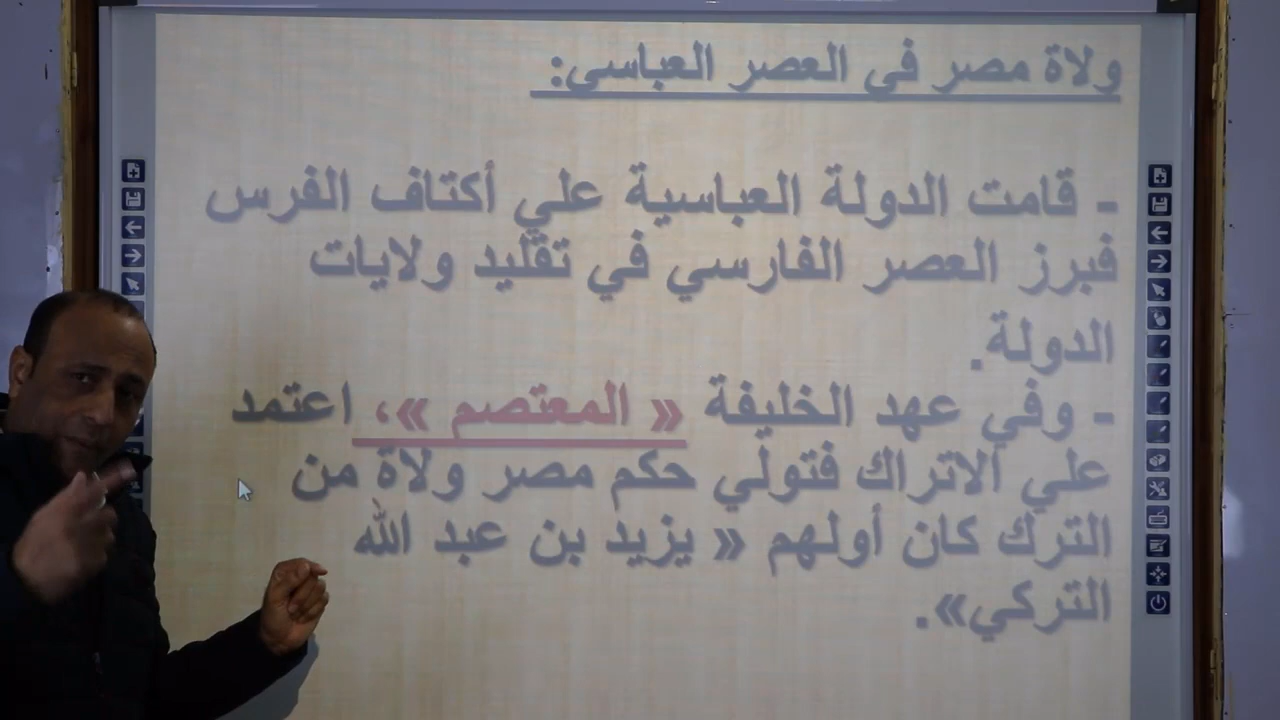 ولاة مصر في العصر العباسي:
- قامت الدولة العباسية علي أكتاف الفرس
فبرز العصر الفارسي في تقليد ولايات
الدولة.
- وفي عهد الخليفة « المعتصم »، اعتمد
علي الاتراك فتولي حكم مصر ولاة من
الترك كان أولهم « يزيد بن عبد الله
التركي».